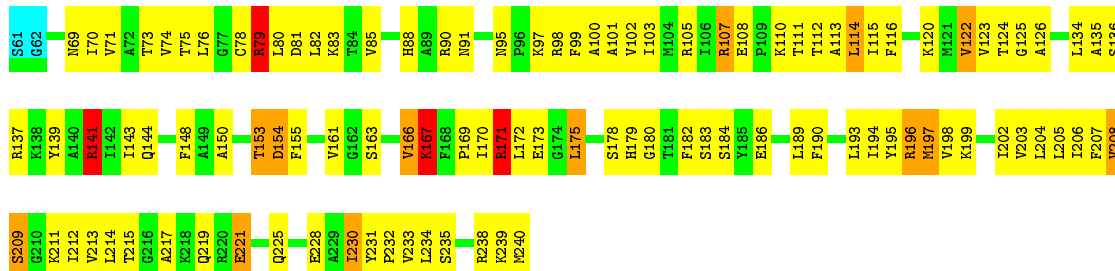 S61 G62 N69 I70 V71 A72 T73 V74 T75 L76 G77 C78 R79 L80 D81 L82 K83 T84 V85 H88 A89 R90 N91 N95 P96 K97 R98 F99 A100 A101 V102 I103 M104 R105 I106 R107 E108 P109 K110 T111 T112 A113 L114 I115 F116 K120 M121 V122 V123 T124 G125 A126 L134 A135 S136
R137 K138 Y139 A140 R141 I142 I143 Q144 F148 A149 A150 T153 D154 F155 V161 G162 S163 V166 K167 F168 P169 I170 R171 L172 E173 G174 L175 S178 H179 G180 T181 F182 S183 S184 Y185 E186 L189 F190 L193 I194 Y195 R196 M197 V198 K199 I202 V203 L204 L205 I206 F207
S209 G210 K211 I212 V213 L214 T215 G216 A217 K218 Q219 R220 E221 Q225 E228 A229 I230 Y231 P232 V233 L234 S235 R238 K239 M240